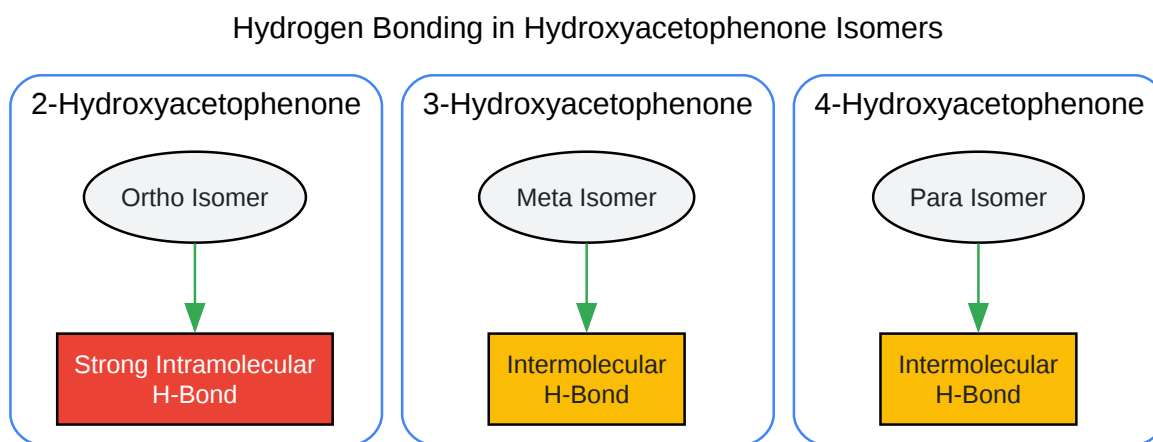 Hydrogen Bonding in Hydroxyacetophenone Isomers
2-Hydroxyacetophenone
Ortho Isomer
Strong Intramolecular
H-Bond
3-Hydroxyacetophenone
Meta Isomer
Intermolecular
H-Bond
4-Hydroxyacetophenone
Para Isomer
Intermolecular
H-Bond